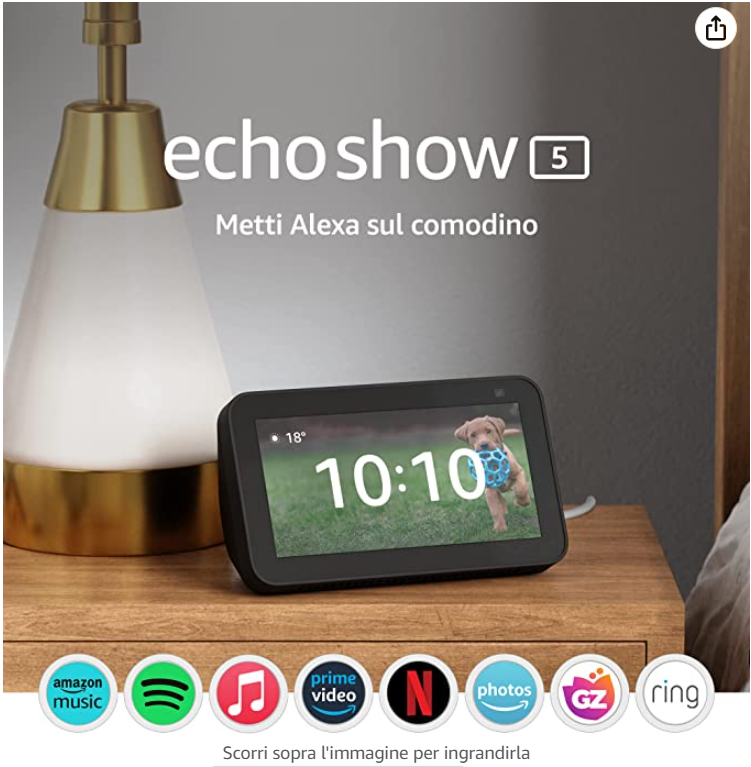 echo show 5
Metti Alexa sul comodino
18°
10:10
amazon music
prime video
N
photos
GZ
ring
Scorri sopra l'immagine per ingrandirla